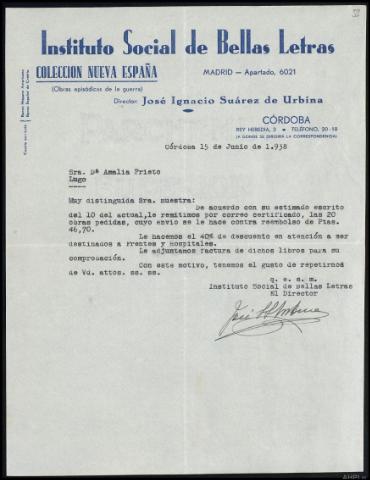 Instituto Social de Bellas Letras
COLECCION NUEVA ESPAÑA
(Obras episódicas de la guerra)
MADRID — Apartado, 6021
Director: José Ignacio Suárez de Urbina
CÓRDOBA
REY HEREDIA, 3 • TELÉFONO, 20-18
(A DONDE SE DIRIGIRÁ LA CORRESPONDENCIA)
Córdova 15 de Junio de 1.938
Sra. Dª Amalia Prieto
Lugo
Muy distinguida Sra. nuestra:
De acuerdo con su estimado escrito
del 10 del actual, le remitimos por correo certificado, las 20
obras pedidas, cuyo envio se le hace contra reembolso de Ptas.
46,70.
Le hacemos el 40% de descuento en atención a ser
destinados a Frentes y Hospitales.
Le adjuntamos factura de dichos libros para su
comprobación.
Con este motivo, tenemos el gusto de repetirnos
de Vd. attos. ss. ss.
q. e. s. m.
Instituto Social de Bellas Letras
El Director